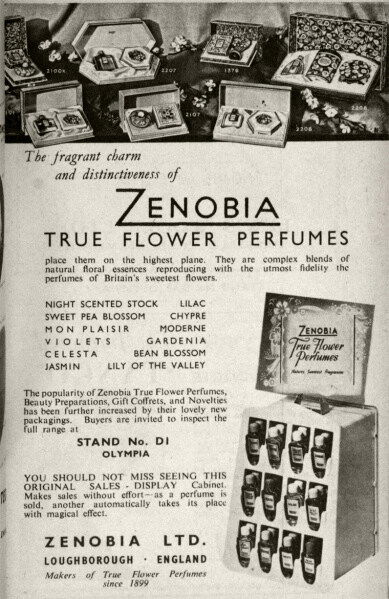 2100x
2207
1378
2107
2206
2208
The fragrant charm
and distinctiveness of
ZENOBIA
TRUE FLOWER PERFUMES
place them on the highest plane. They are complex blends of
natural floral essences reproducing with the utmost fidelity the
perfumes of Britain's sweetest flowers.
NIGHT SCENTED STOCK LILAC
SWEET PEA BLOSSOM CHYPRE
MON PLAISIR MODERNE
VIOLETS GARDENIA
CELESTA BEAN BLOSSOM
JASMIN LILY OF THE VALLEY
ZENOBIA
True Flower
Perfumes
The popularity of Zenobia True Flower Perfumes,
Beauty Preparations, Gift Coffrets, and Novelties
has been further increased by their lovely new
packagings. Buyers are invited to inspect the
full range at
STAND No. D1
OLYMPIA
YOU SHOULD NOT MISS SEEING THIS
ORIGINAL SALES - DISPLAY Cabinet.
Makes sales without effort—as a perfume is
sold, another automatically takes its place
with magical effect.
ZENOBIA LTD.
LOUGHBOROUGH · ENGLAND
Makers of True Flower Perfumes
since 1899